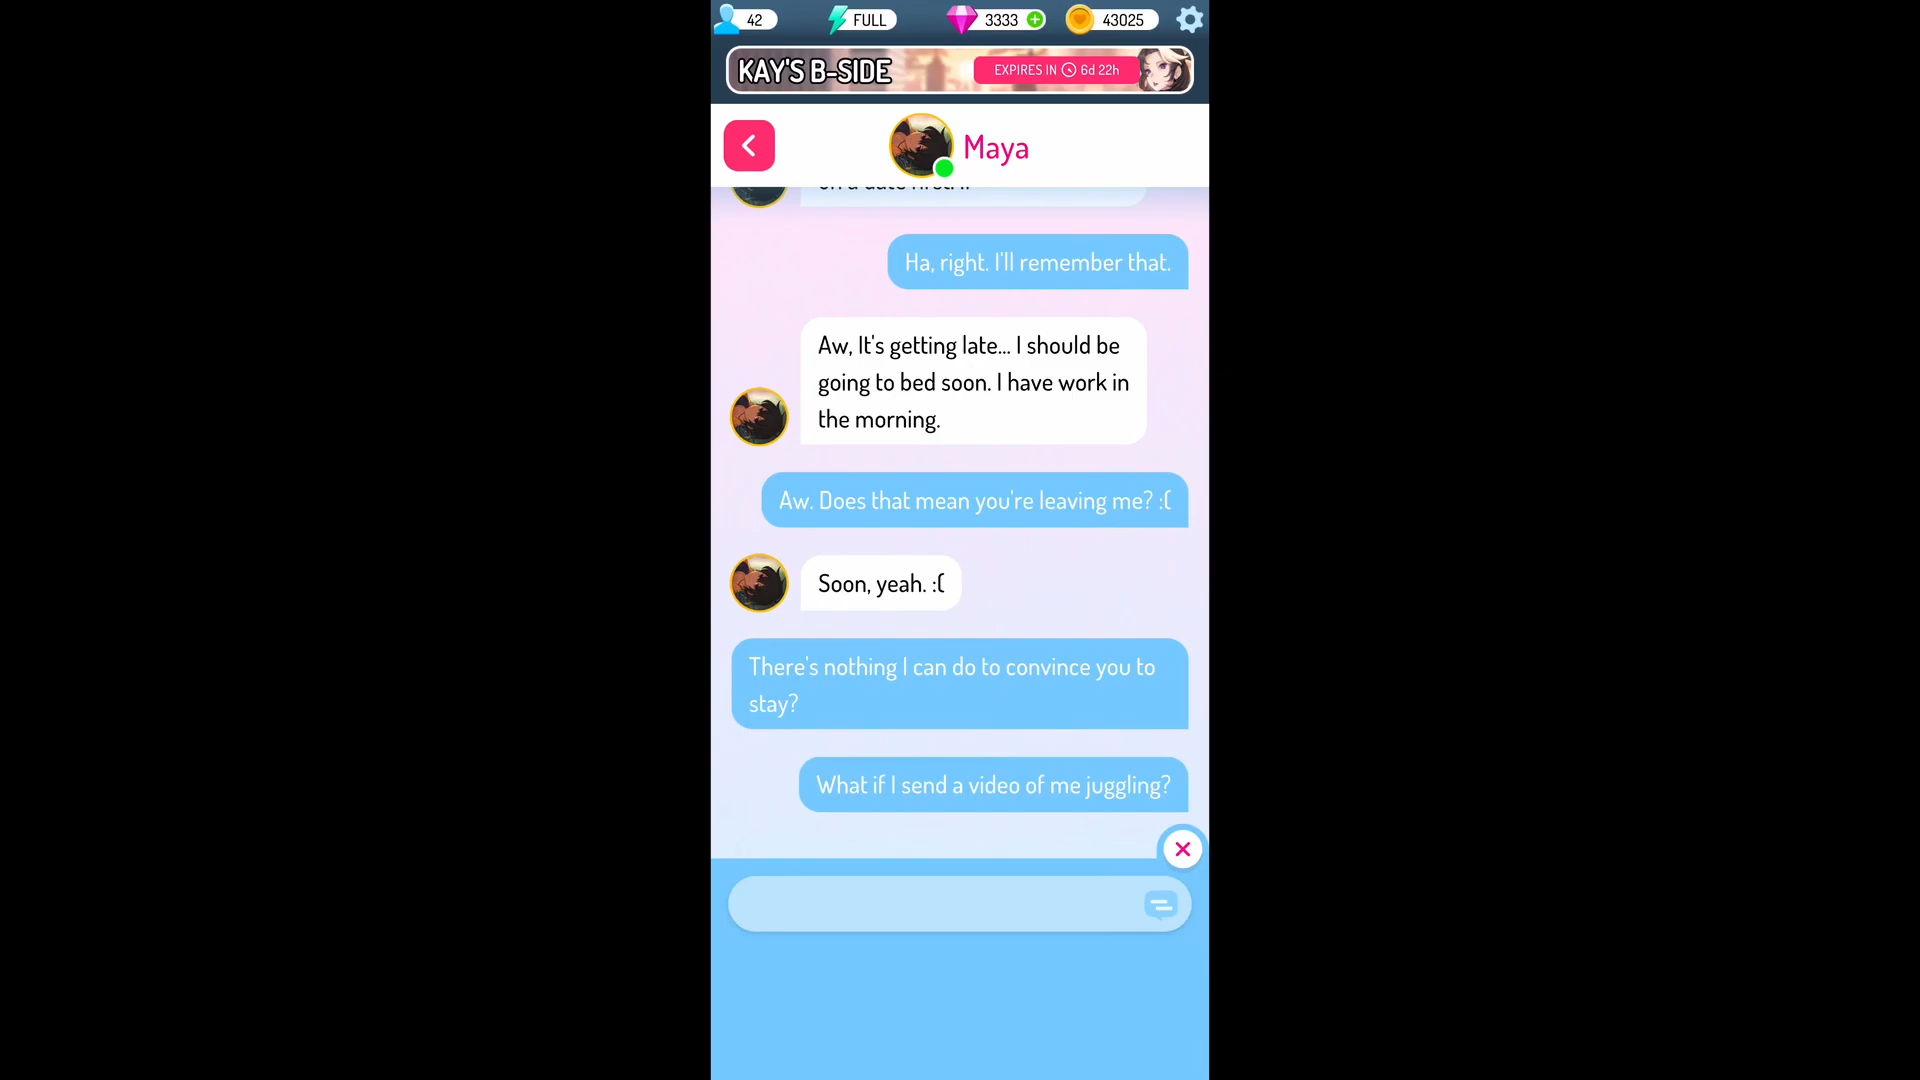 42
FULL
3333
43025
KAY'S B-SIDE
EXPIRES IN 6d 22h
Maya
Ha, right. I'll remember that.
Aw, It's getting late... I should be
going to bed soon. I have work in
the morning.
Aw. Does that mean you're leaving me? :(
Soon, yeah. :(
There's nothing I can do to convince you to
stay?
What if I send a video of me juggling?